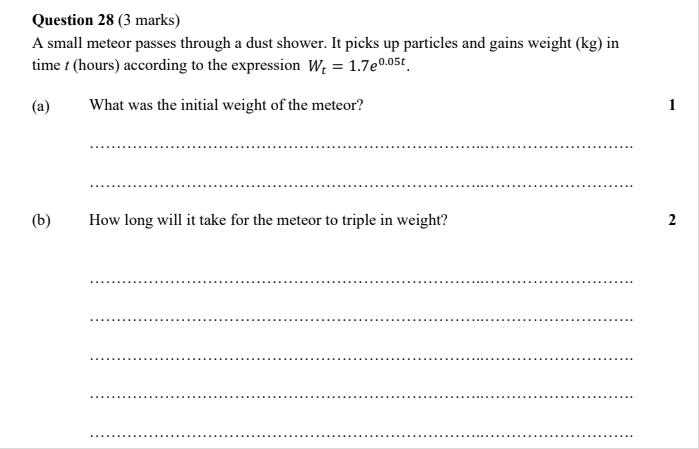 Question 28 (3 marks)
A small meteor passes through a dust shower. It picks up particles and gains weight (kg) in
time t (hours) according to the expression Wₜ = 1.7e^{0.05t}.
(a) What was the initial weight of the meteor? 1
(b) How long will it take for the meteor to triple in weight? 2